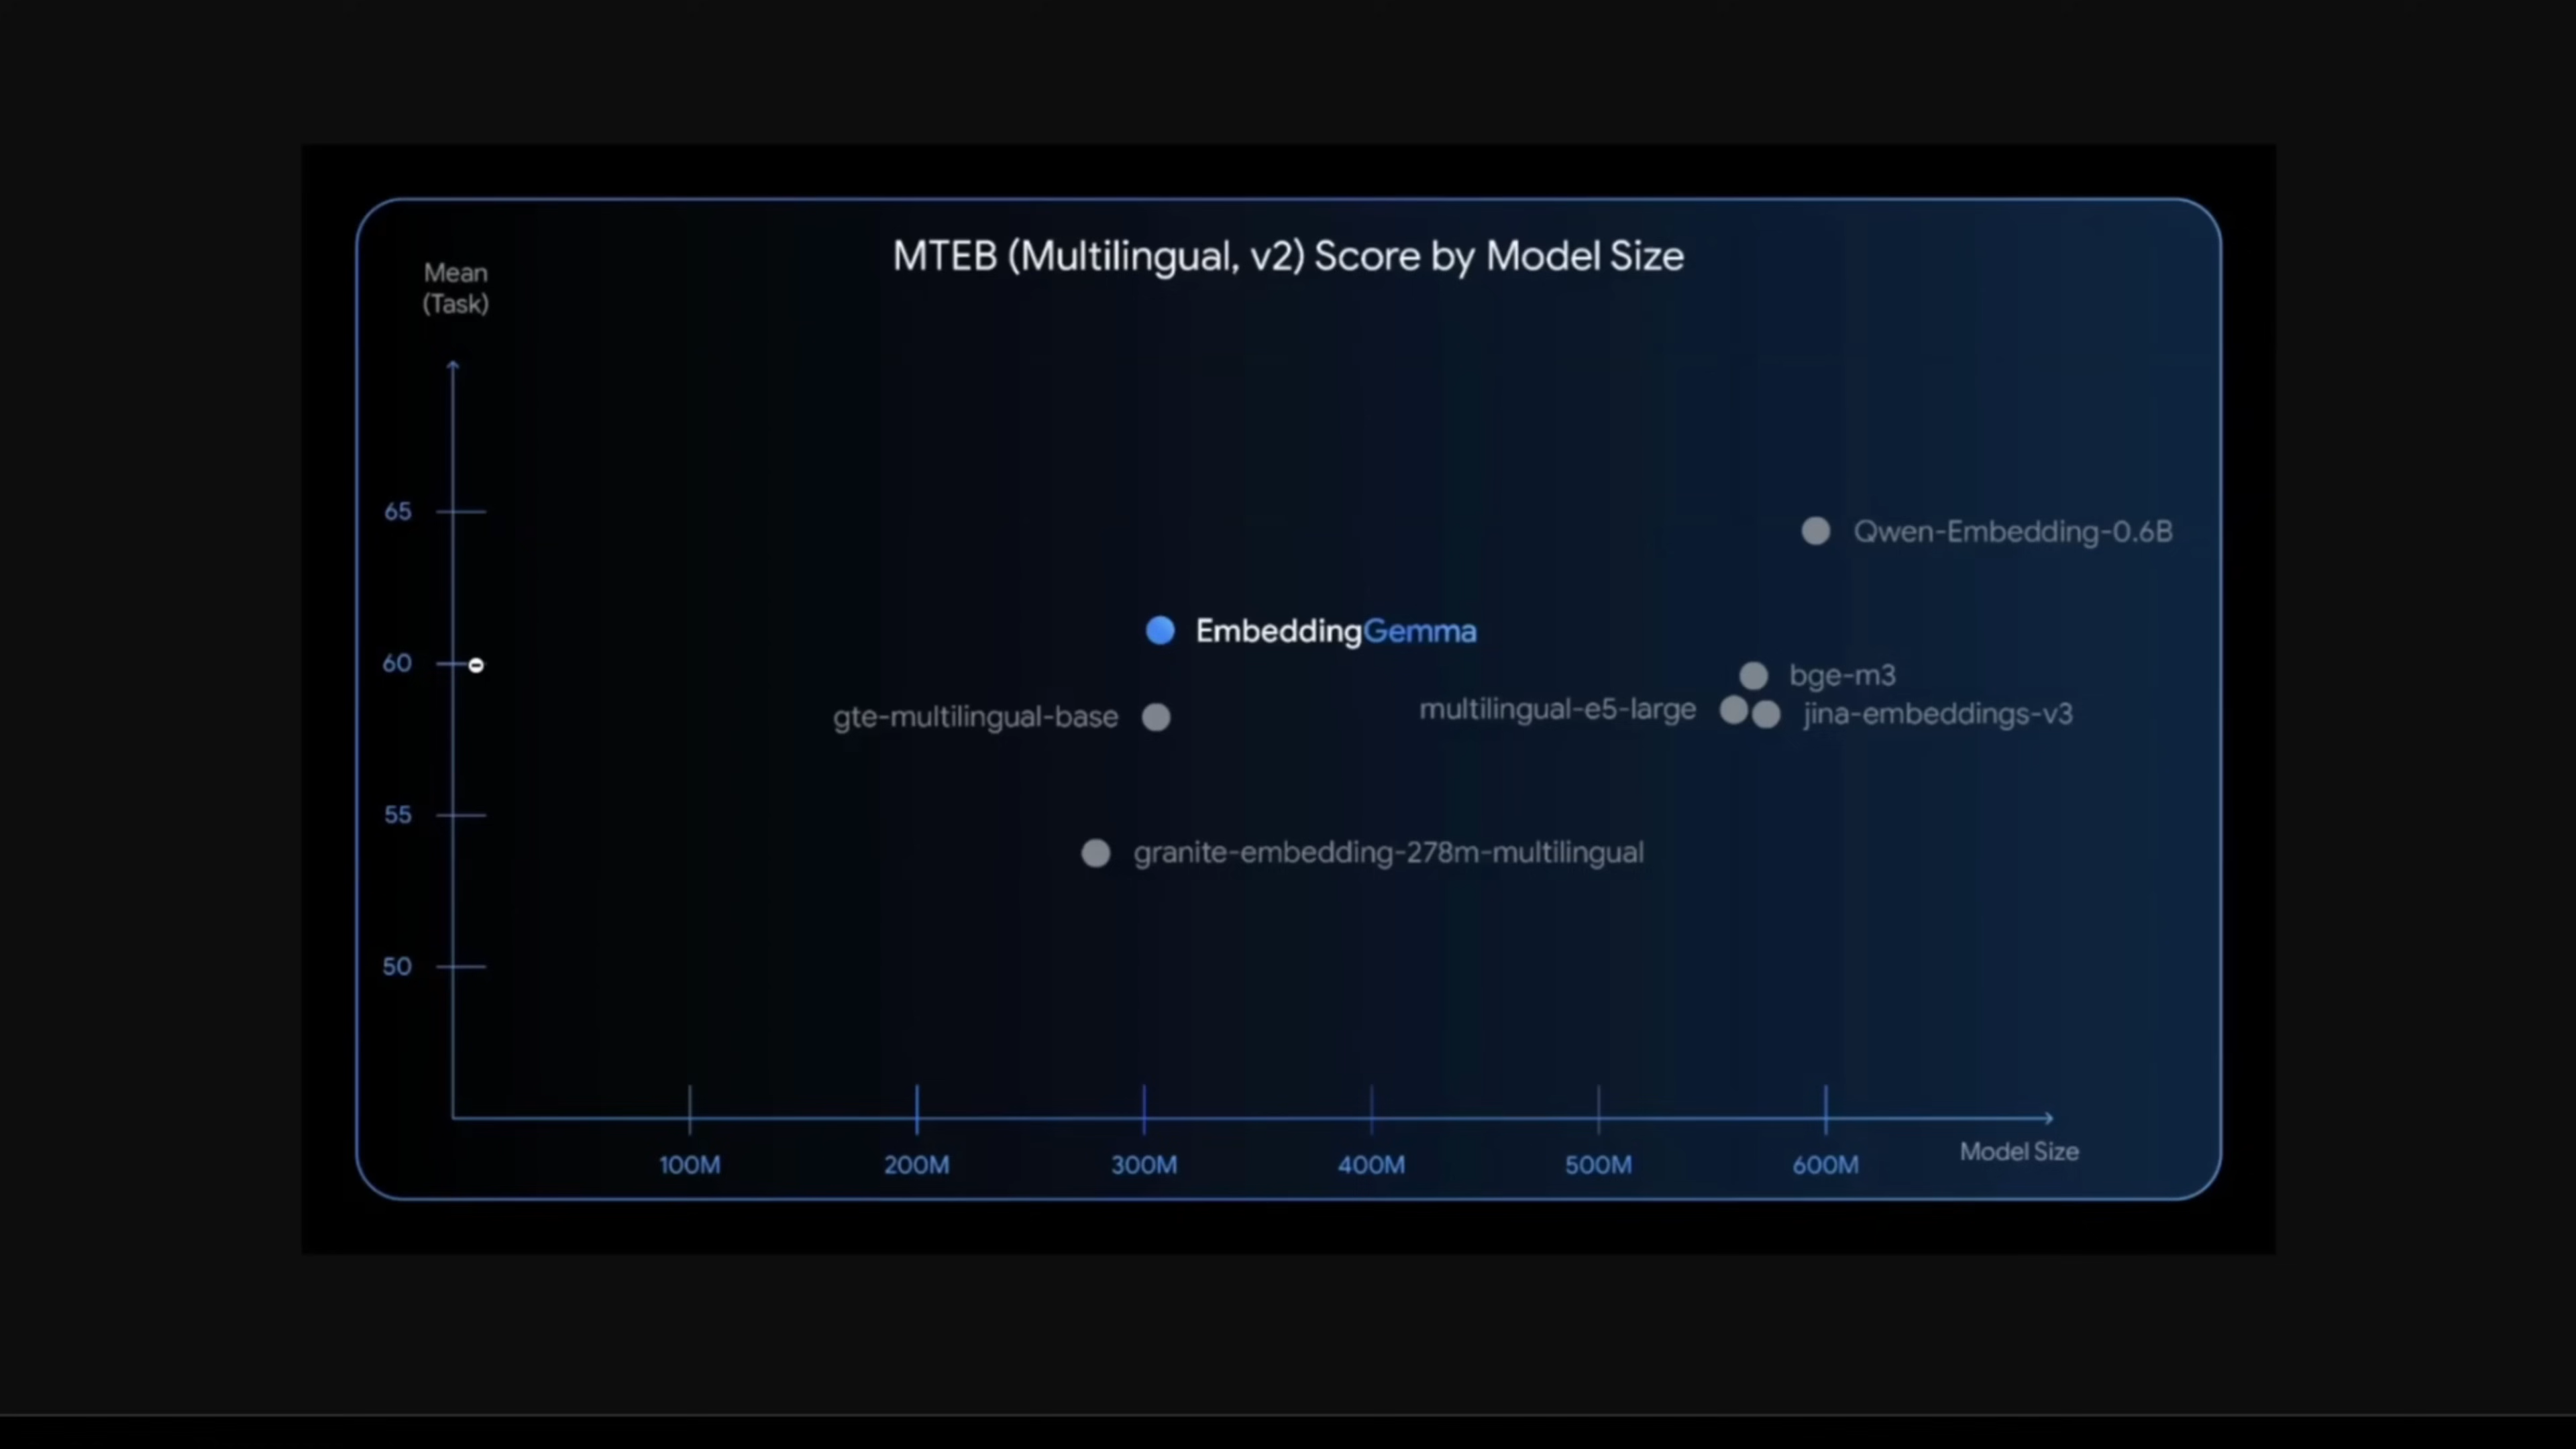 MTEB (Multilingual, v2) Score by Model Size
Mean
(Task)
65
Qwen-Embedding-0.6B
EmbeddingGemma
60
bge-m3
multilingual-e5-large
jina-embeddings-v3
gte-multilingual-base
55
granite-embedding-278m-multilingual
50
Model Size
100M
200M
300M
400M
500M
600M